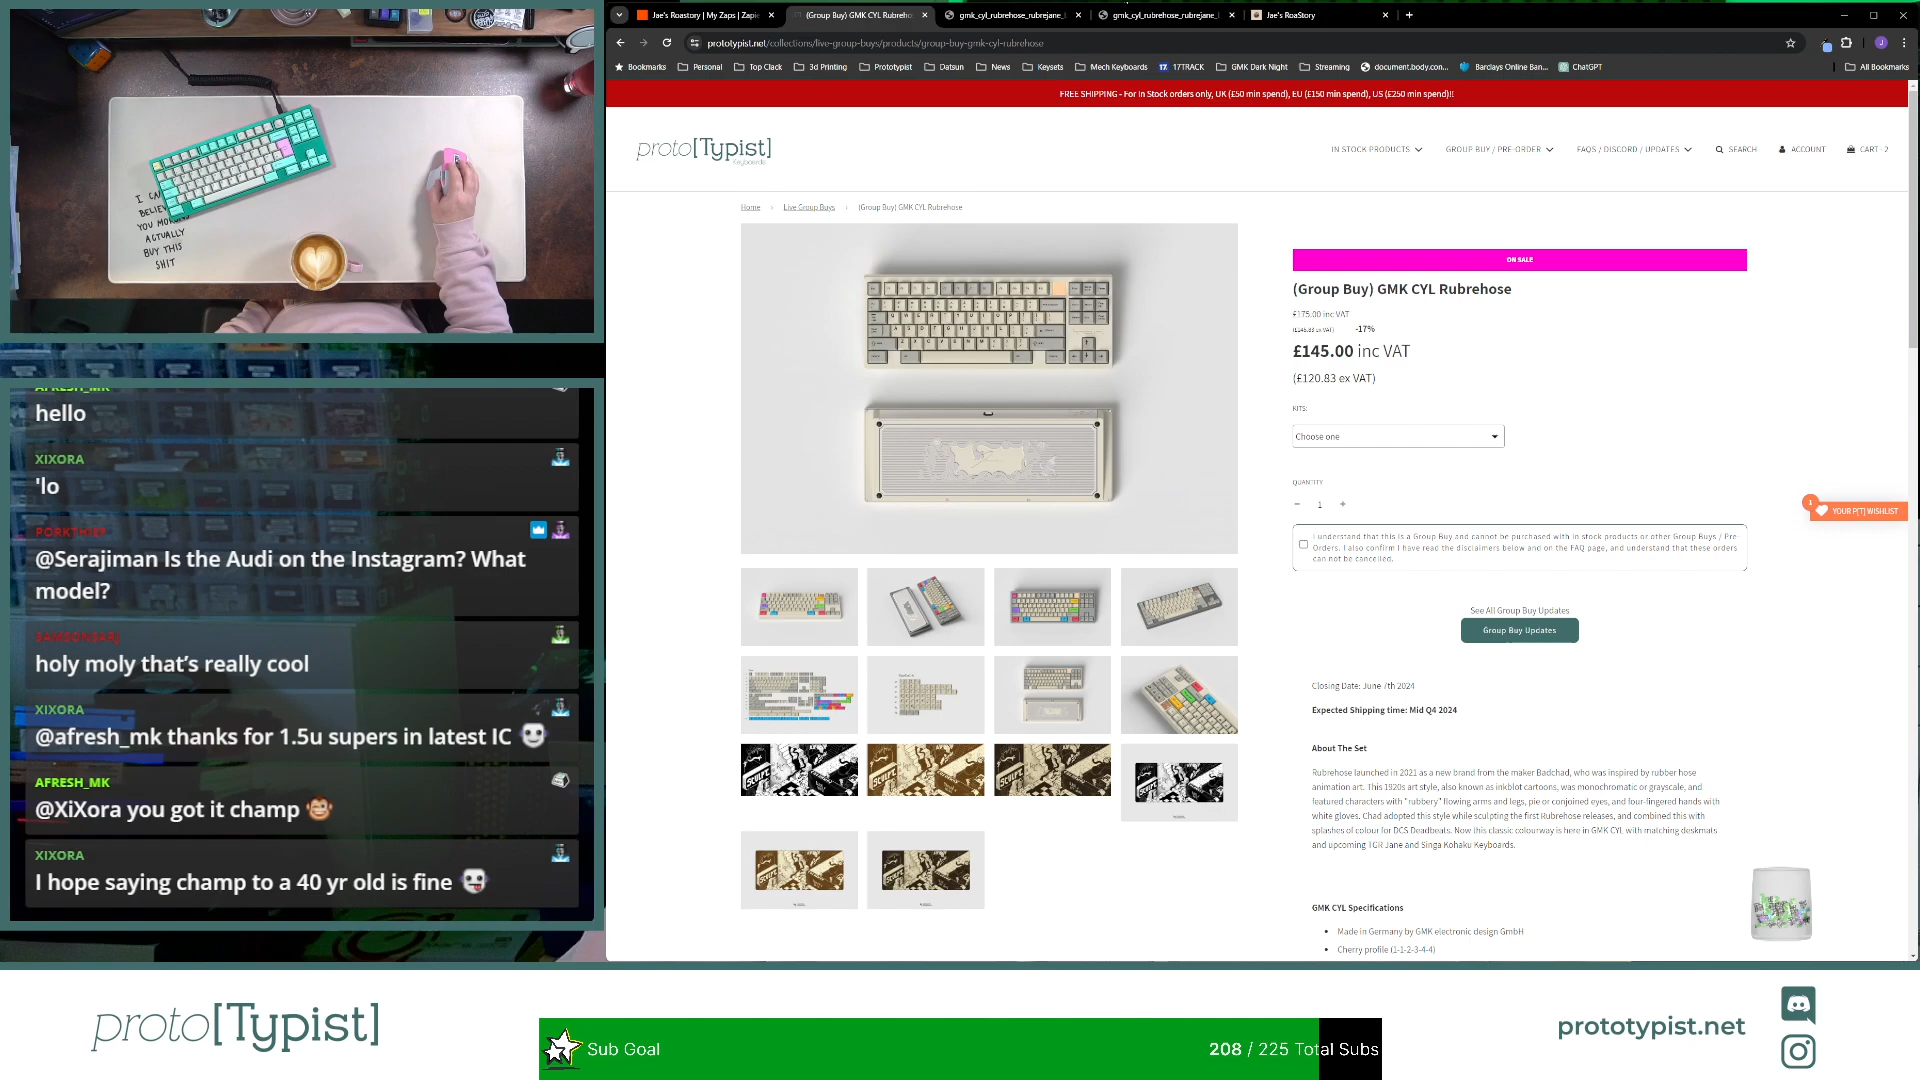 Jae's Roastory | My Zaps | Zapie
(Group Buy) GMK CYL Rubreho
gmk_cyl_rubrehose_rubrejane_
gmk_cyl_rubrehose_rubrejane_
Jae's RoaStory
prototypist.net/collections/live-group-buys/products/group-buy-gmk-cyl-rubrehose
Bookmarks
Personal
Top Clack
3d Printing
Prototypist
Datsun
News
Keysets
Mech Keyboards
17TRACK
GMK Dark Night
Streaming
document.body.con...
Barclays Online Ban...
ChatGPT
All Bookmarks
FREE SHIPPING - For In Stock orders only, UK (£50 min spend), EU (£150 min spend), US (£250 min spend)!!
proto[Typist]
Keyboards
IN STOCK PRODUCTS
GROUP BUY / PRE-ORDER
FAQS / DISCORD / UPDATES
SEARCH
ACCOUNT
CART · 2
Home › Live Group Buys › (Group Buy) GMK CYL Rubrehose
ON SALE
(Group Buy) GMK CYL Rubrehose
£175.00 inc VAT
(£145.83 ex VAT) -17%
£145.00 inc VAT
(£120.83 ex VAT)
KITS:
Choose one
QUANTITY
− 1 +
I understand that this is a Group Buy and cannot be purchased with in stock products or other Group Buys / Pre-
Orders. I also confirm I have read the disclaimers below and on the FAQ page, and understand that these orders
can not be cancelled.
1
YOUR P[T] WISHLIST
See All Group Buy Updates
Group Buy Updates
Closing Date: June 7th 2024
Expected Shipping time: Mid Q4 2024
About The Set
Rubrehose launched in 2021 as a new brand from the maker Badchad, who was inspired by rubber hose
animation art. This 1920s art style, also known as inkblot cartoons, was monochromatic or grayscale, and
featured characters with "rubbery" flowing arms and legs, pie or conjoined eyes, and four-fingered hands with
white gloves. Chad adopted this style while sculpting the first Rubrehose releases, and combined this with
splashes of colour for DCS Deadbeats. Now this classic colourway is here in GMK CYL with matching deskmats
and upcoming TGR Jane and Singa Kohaku Keyboards.
GMK CYL Specifications
• Made in Germany by GMK electronic design GmbH
• Cherry profile (1-1-2-3-4-4)
I CAN
BELIEV
YOU MO
ACTUALLY
BUY THIS
SHIT
AFRESH_MK
hello
XIXORA
'lo
PORKTHIEF
@Serajiman Is the Audi on the Instagram? What
model?
holy moly that's really cool
XIXORA
@afresh_mk thanks for 1.5u supers in latest IC
AFRESH_MK
@XiXora you got it champ
XIXORA
I hope saying champ to a 40 yr old is fine
proto[Typist]
Sub Goal
208 / 225 Total Subs
prototypist.net